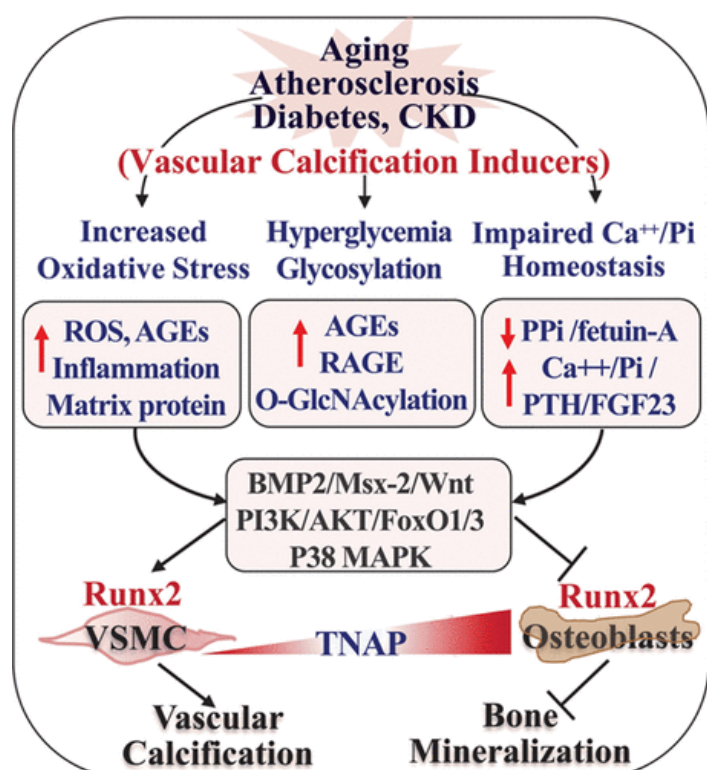 Aging
Atherosclerosis
Diabetes, CKD
(Vascular Calcification Inducers)
Increased
Oxidative Stress
Hyperglycemia
Glycosylation
Impaired Ca⁺⁺/Pi
Homeostasis
ROS, AGEs
Inflammation
Matrix protein
AGEs
RAGE
O-GlcNAcylation
PPi /fetuin-A
Ca++/Pi /
PTH/FGF23
BMP2/Msx-2/Wnt
PI3K/AKT/FoxO1/3
P38 MAPK
Runx2
VSMC
TNAP
Runx2
Osteoblasts
Vascular
Calcification
Bone
Mineralization